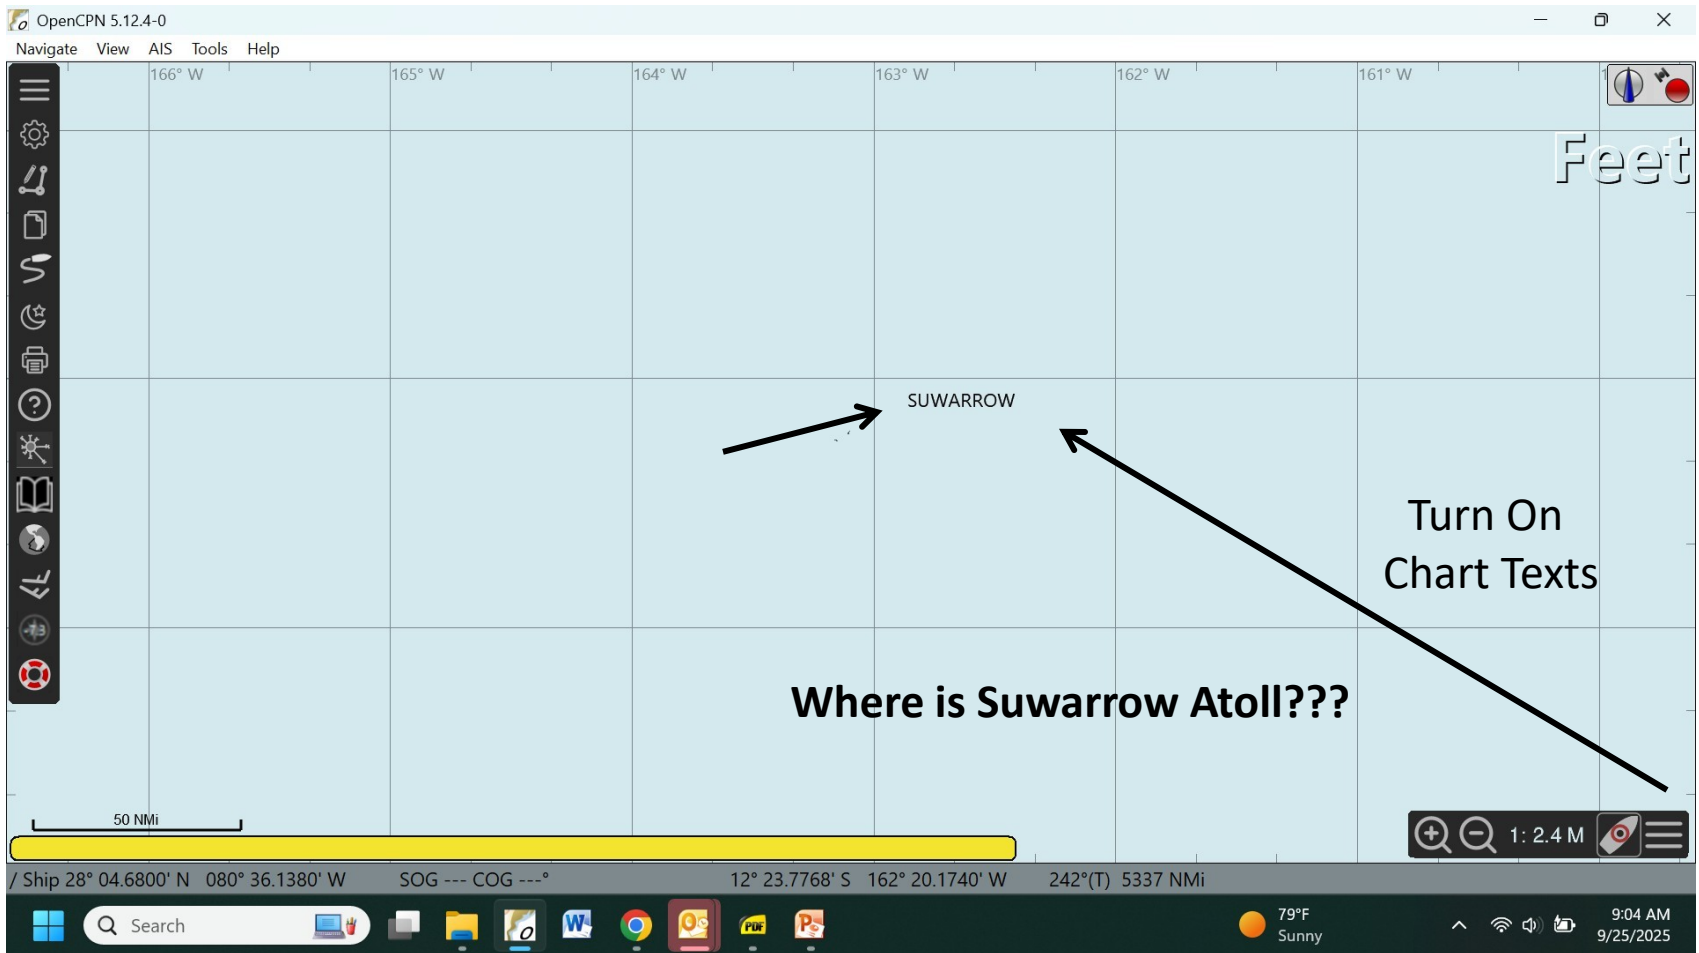 OpenCPN 5.12.4-0
Navigate View AIS Tools Help
166° W 165° W 164° W 163° W 162° W 161° W
Feet
SUWARROW
Turn On
Chart Texts
Where is Suwarrow Atoll???
50 NMi
1: 2.4 M
/ Ship 28° 04.6800' N 080° 36.1380' W SOG --- COG ---° 12° 23.7768' S 162° 20.1740' W 242°(T) 5337 NMi
Search
79°F
Sunny
9:04 AM
9/25/2025